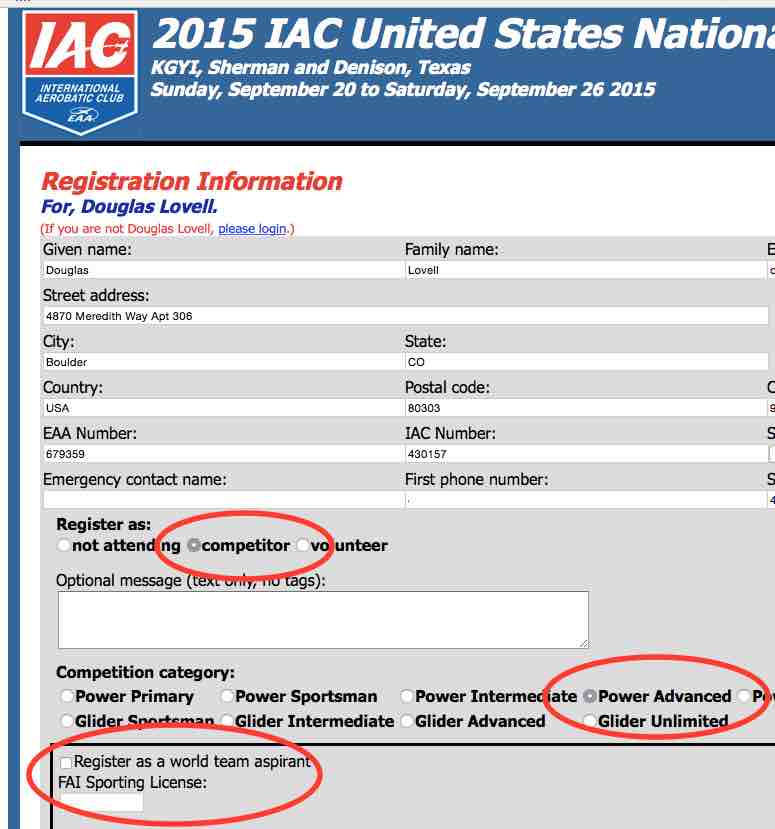 IAC
INTERNATIONAL
AEROBATIC CLUB
EAA
2015 IAC United States Nationa
KGYI, Sherman and Denison, Texas
Sunday, September 20 to Saturday, September 26 2015
Registration Information
For, Douglas Lovell.
(If you are not Douglas Lovell, please login.)
Given name: Family name: E
Douglas Lovell
Street address:
4870 Meredith Way Apt 306
City: State:
Boulder CO
Country: Postal code: C
USA 80303 9
EAA Number: IAC Number: S
679359 430157
Emergency contact name: First phone number: S
. 4
Register as:
not attending competitor volunteer
Optional message (text only, no tags):
Competition category:
Power Primary Power Sportsman Power Intermediate Power Advanced Po
Glider Sportsman Glider Intermediate Glider Advanced Glider Unlimited
Register as a world team aspirant
FAI Sporting License: